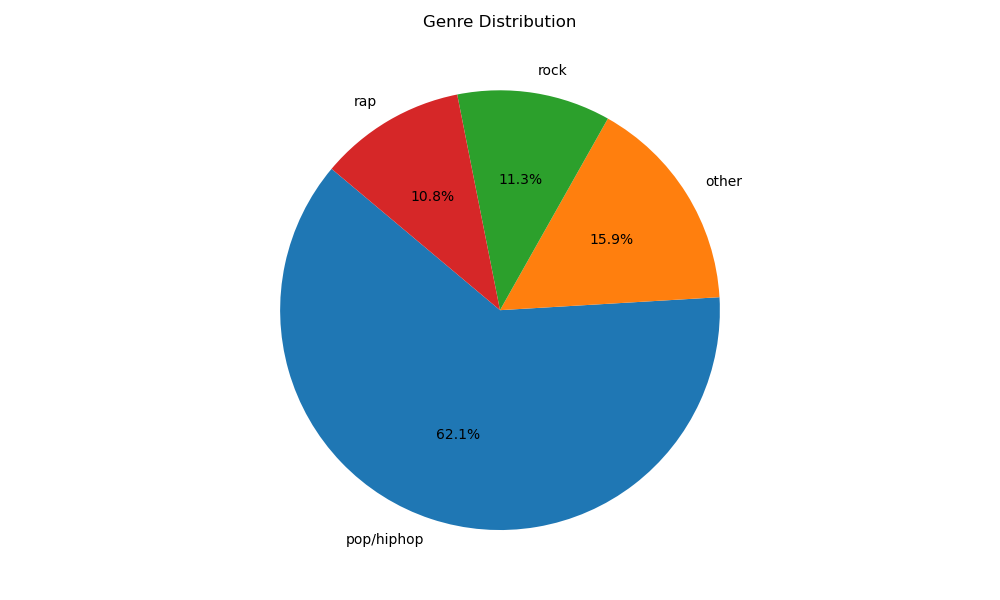 Genre Distribution
rock
rap
other
11.3%
10.8%
15.9%
62.1%
pop/hiphop